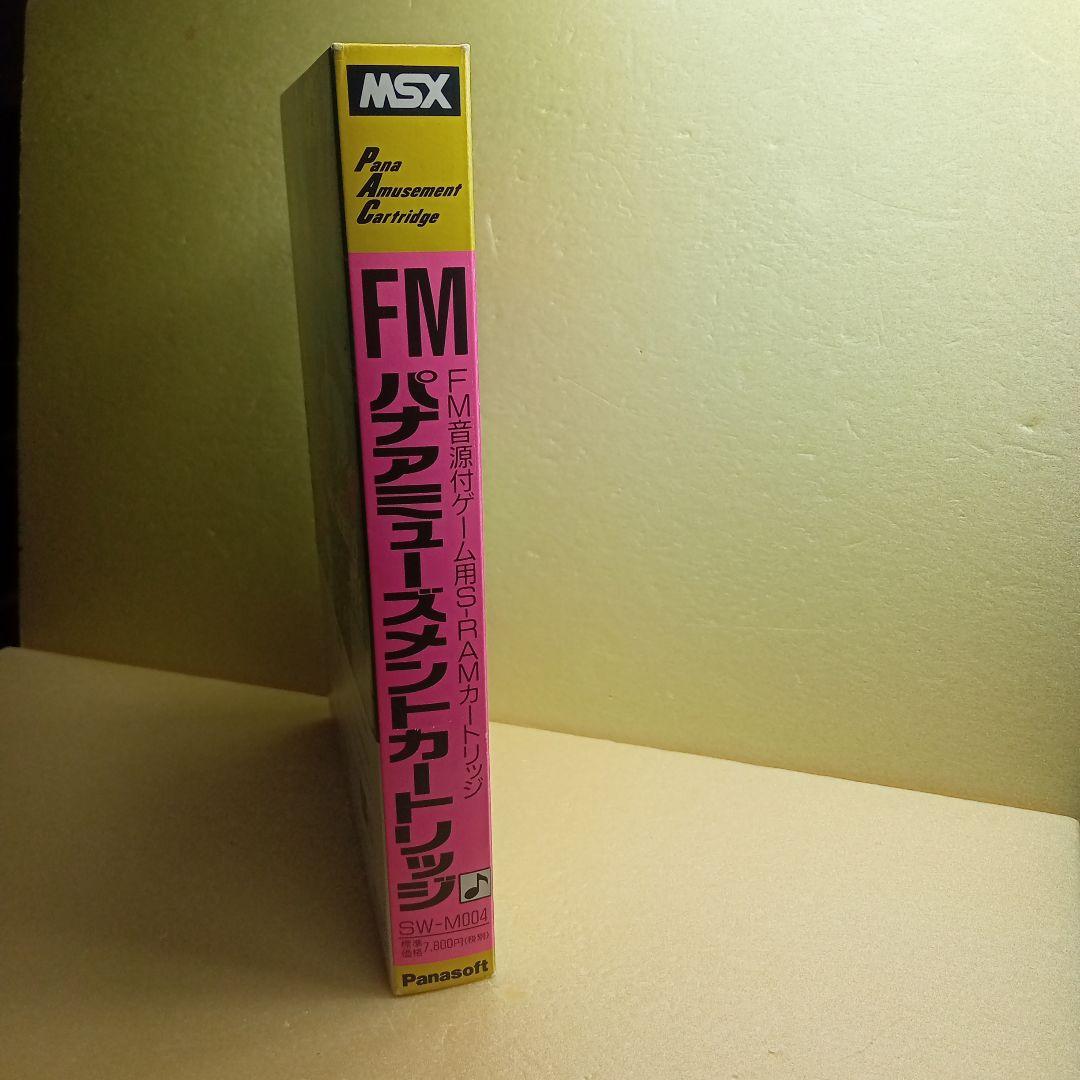 MSX
Pana
Amusement
Cartridge
FM
FM音源付ゲーム用S-RAMカートリッジ
パナアミューズメントカートリッジ
SW-M004
標準価格 7,800円(税別)
Panasoft